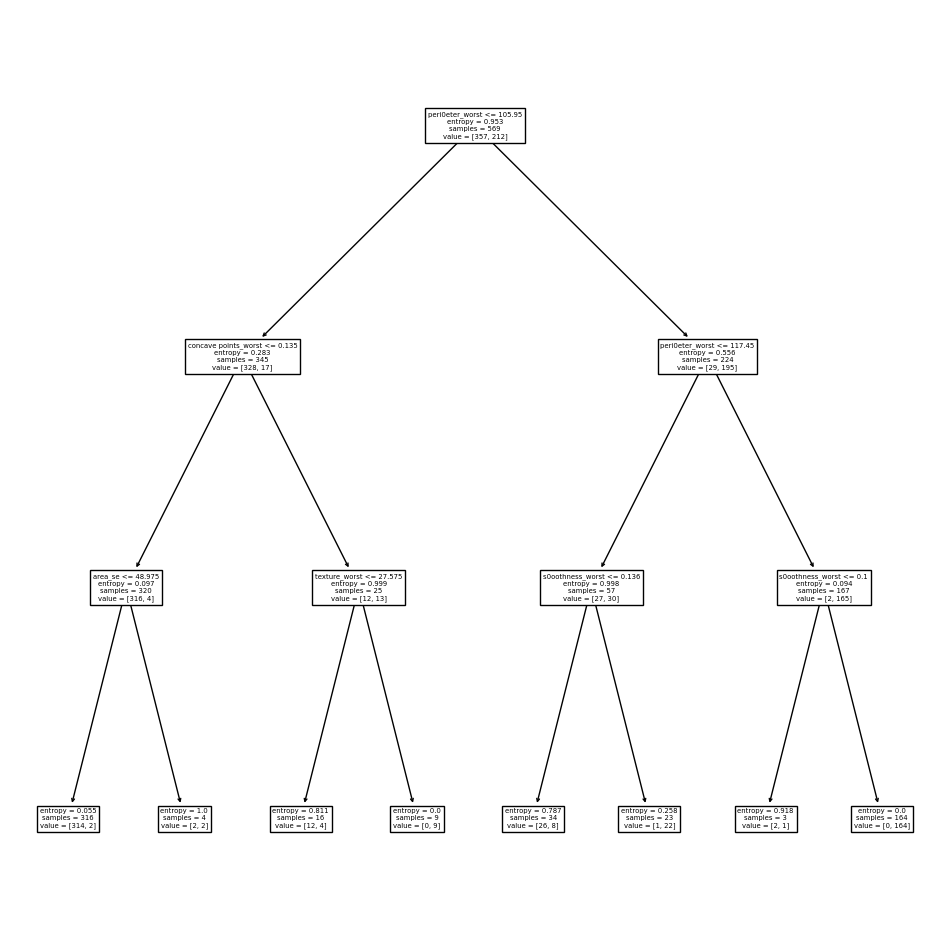 peri0eter_worst <= 105.95
entropy = 0.953
samples = 569
value = [357, 212]
concave points_worst <= 0.135
entropy = 0.283
samples = 345
value = [328, 17]
peri0eter_worst <= 117.45
entropy = 0.556
samples = 224
value = [29, 195]
area_se <= 48.975
entropy = 0.097
samples = 320
value = [316, 4]
texture_worst <= 27.575
entropy = 0.999
samples = 25
value = [12, 13]
s0oothness_worst <= 0.136
entropy = 0.998
samples = 57
value = [27, 30]
s0oothness_worst <= 0.1
entropy = 0.094
samples = 167
value = [2, 165]
entropy = 0.055
samples = 316
value = [314, 2]
entropy = 1.0
samples = 4
value = [2, 2]
entropy = 0.811
samples = 16
value = [12, 4]
entropy = 0.0
samples = 9
value = [0, 9]
entropy = 0.787
samples = 34
value = [26, 8]
entropy = 0.258
samples = 23
value = [1, 22]
entropy = 0.918
samples = 3
value = [2, 1]
entropy = 0.0
samples = 164
value = [0, 164]